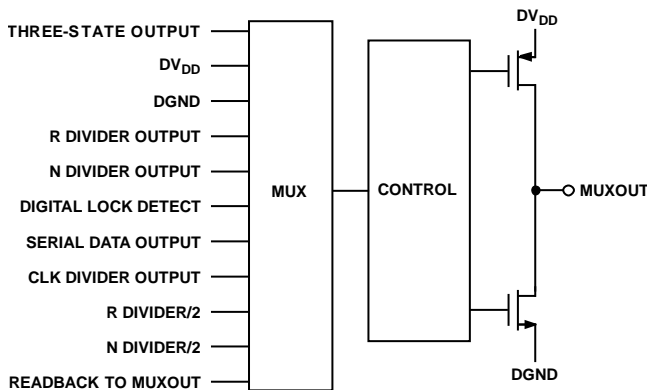 THREE-STATE OUTPUT
DVDD
DGND
R DIVIDER OUTPUT
N DIVIDER OUTPUT
DIGITAL LOCK DETECT
SERIAL DATA OUTPUT
CLK DIVIDER OUTPUT
R DIVIDER/2
N DIVIDER/2
READBACK TO MUXOUT
MUX
CONTROL
DVDD
MUXOUT
DGND